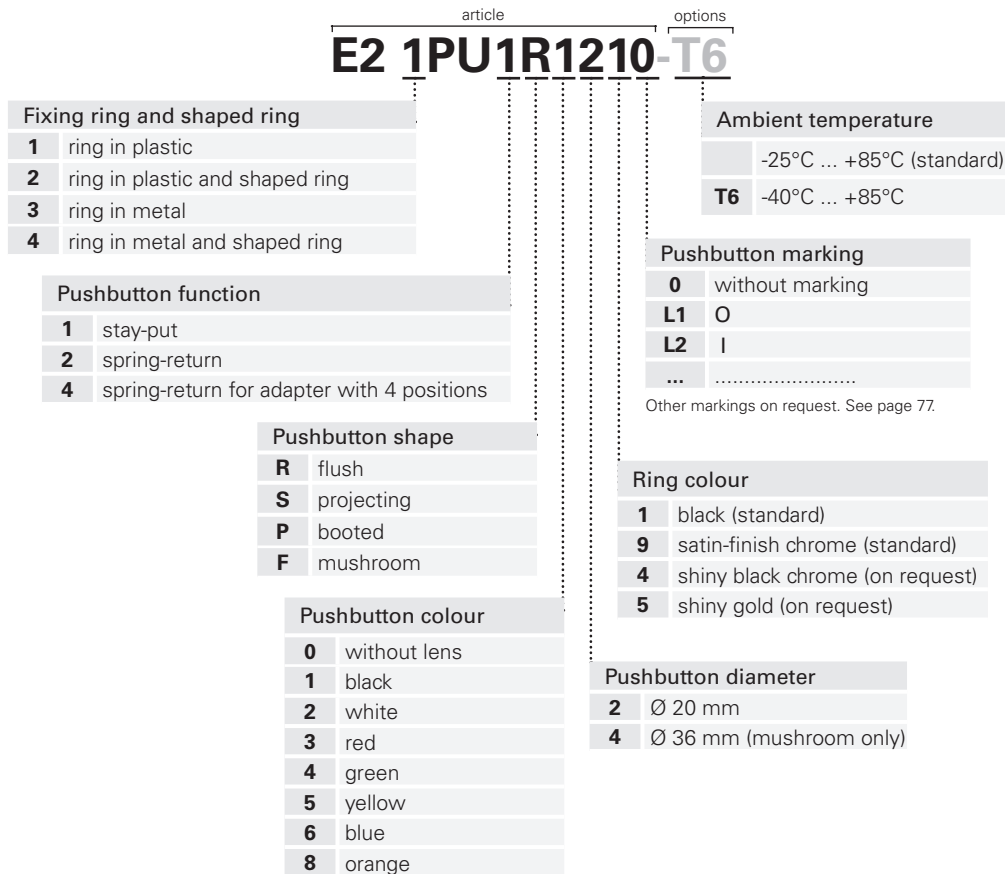 article options
E2 1PU1R1210-T6
Fixing ring and shaped ring
1 ring in plastic
2 ring in plastic and shaped ring
3 ring in metal
4 ring in metal and shaped ring
Ambient temperature
-25°C ... +85°C (standard)
T6 -40°C ... +85°C
Pushbutton marking
0 without marking
L1 O
L2 I
... ........................
Other markings on request. See page 77.
Pushbutton function
1 stay-put
2 spring-return
4 spring-return for adapter with 4 positions
Pushbutton shape
R flush
S projecting
P booted
F mushroom
Ring colour
1 black (standard)
9 satin-finish chrome (standard)
4 shiny black chrome (on request)
5 shiny gold (on request)
Pushbutton colour
0 without lens
1 black
2 white
3 red
4 green
5 yellow
6 blue
8 orange
Pushbutton diameter
2 Ø 20 mm
4 Ø 36 mm (mushroom only)